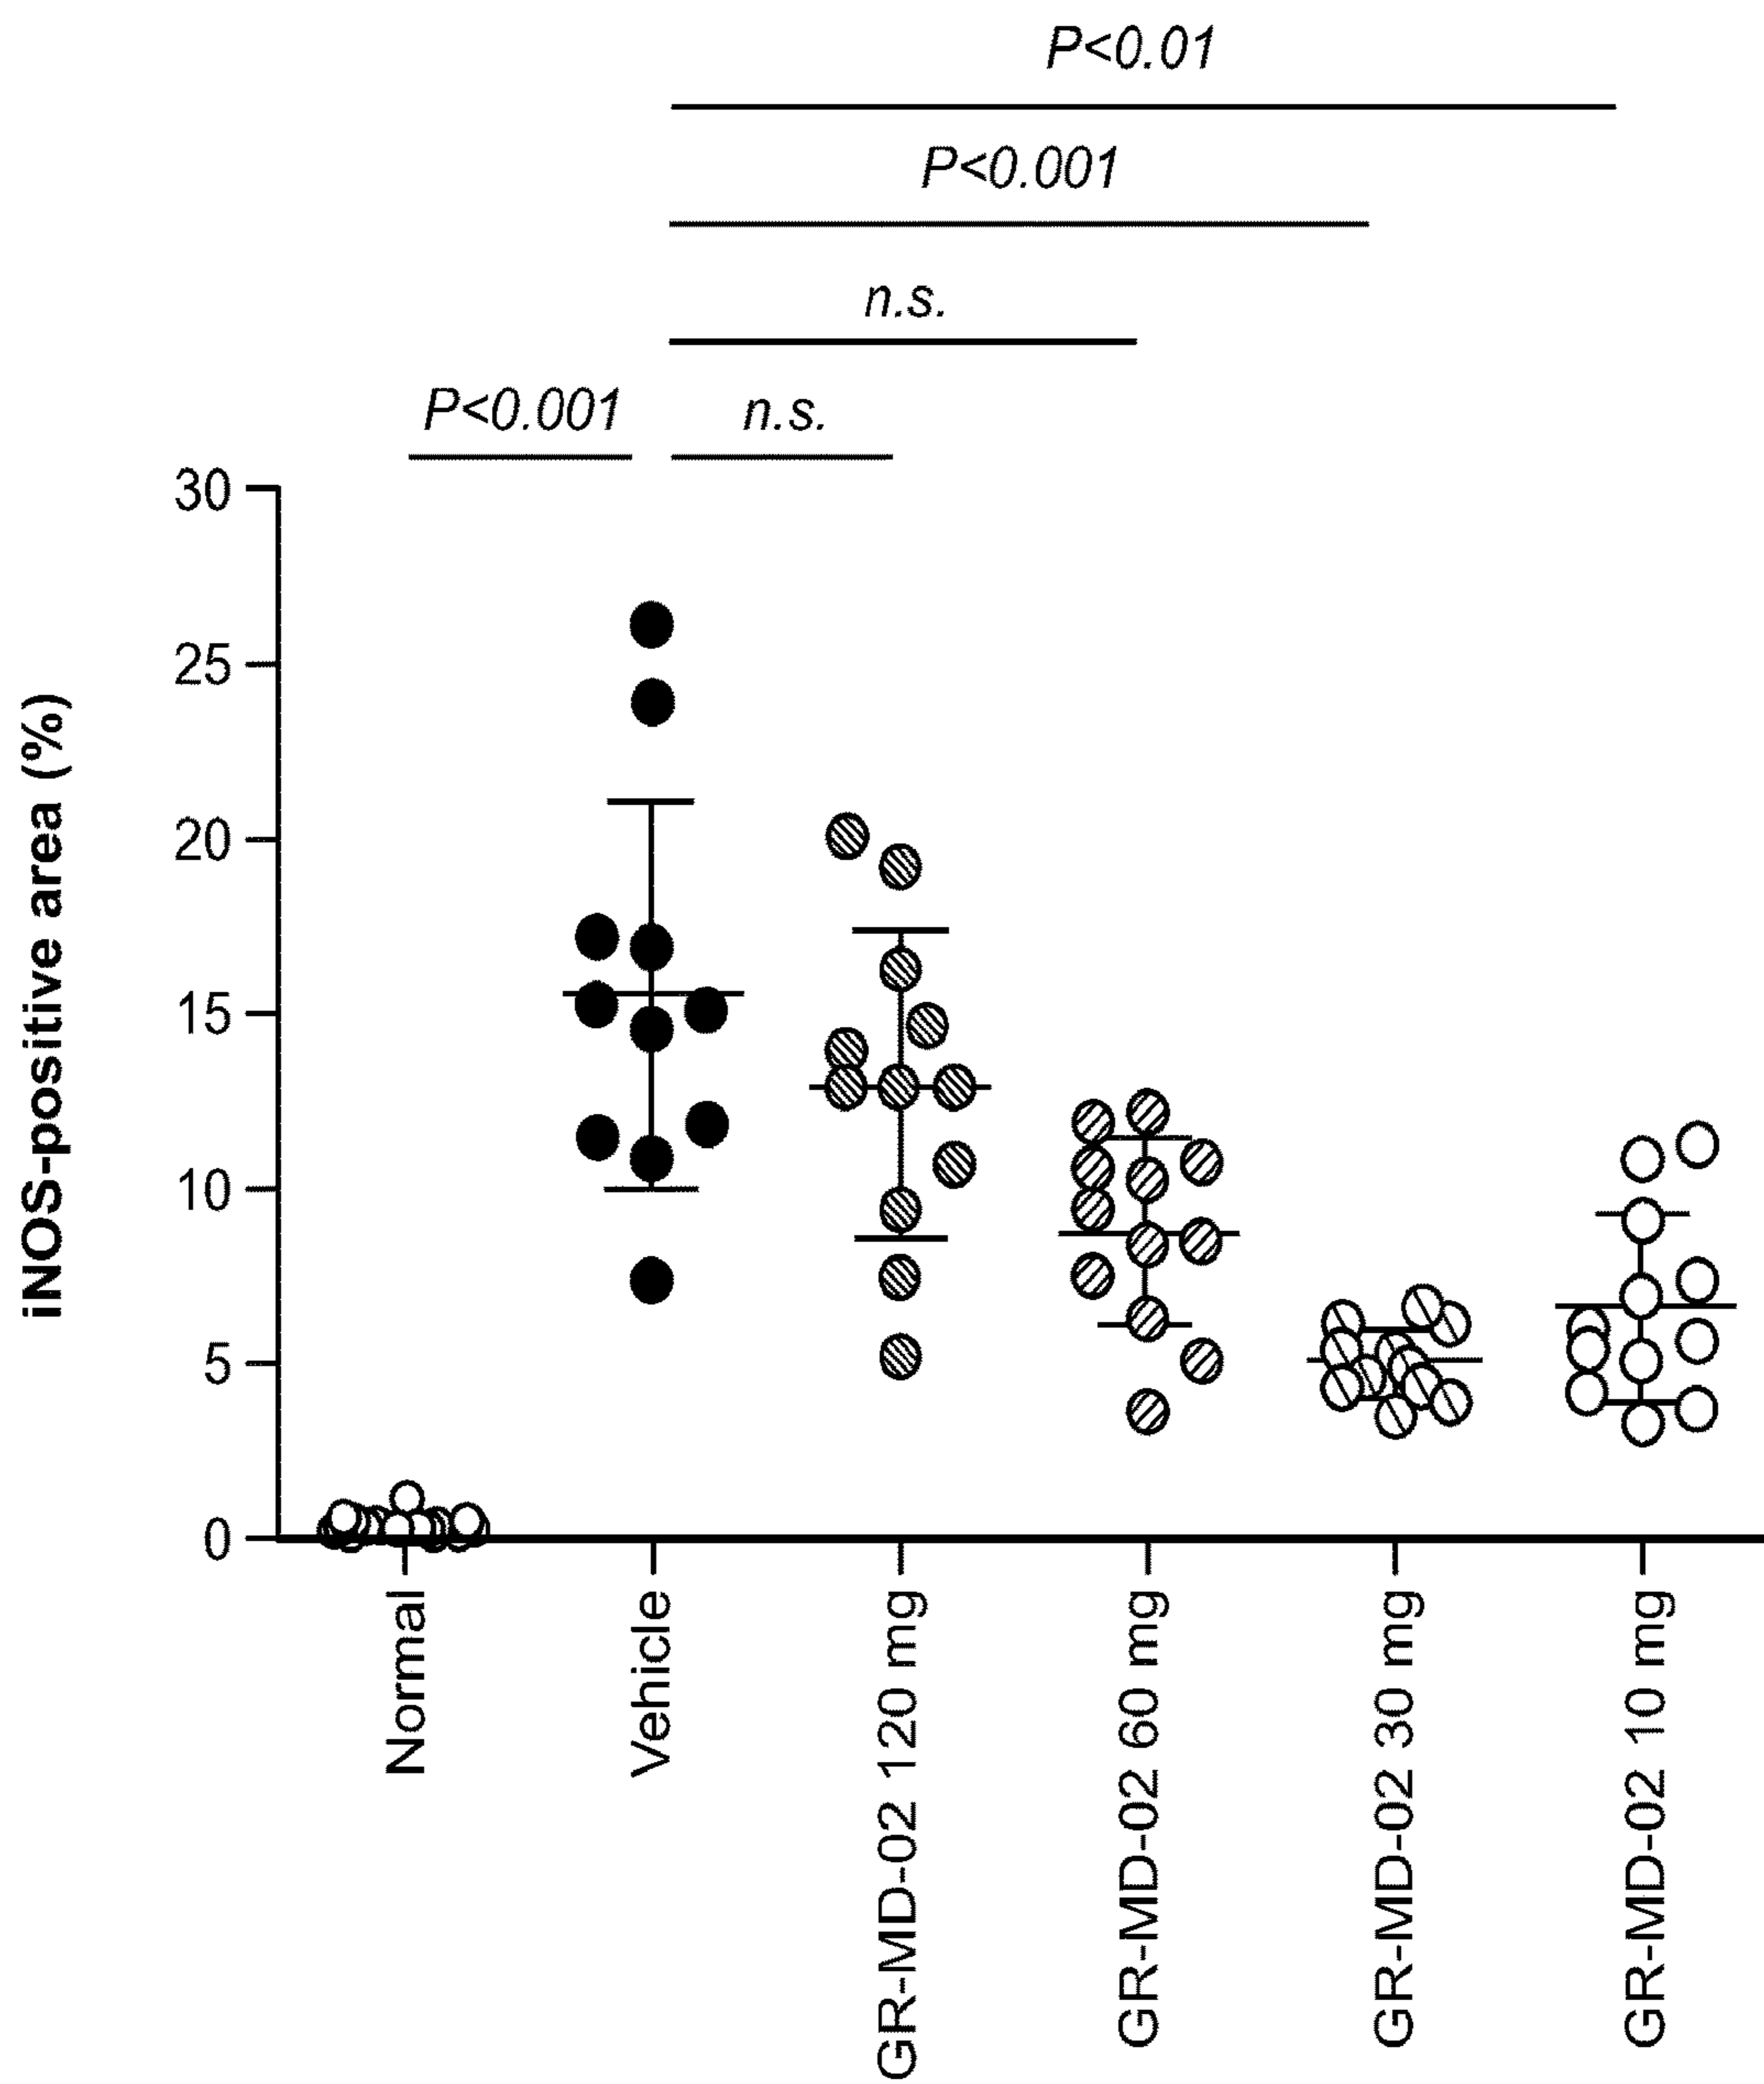 P<0.01
P<0.001
n.s.
P<0.001
n.s.
30
25
20
15
10
5
0
iNOS-positive area (%)
Normal
Vehicle
GR-MD-02 120 mg
GR-MD-02 60 mg
GR-MD-02 30 mg
GR-MD-02 10 mg